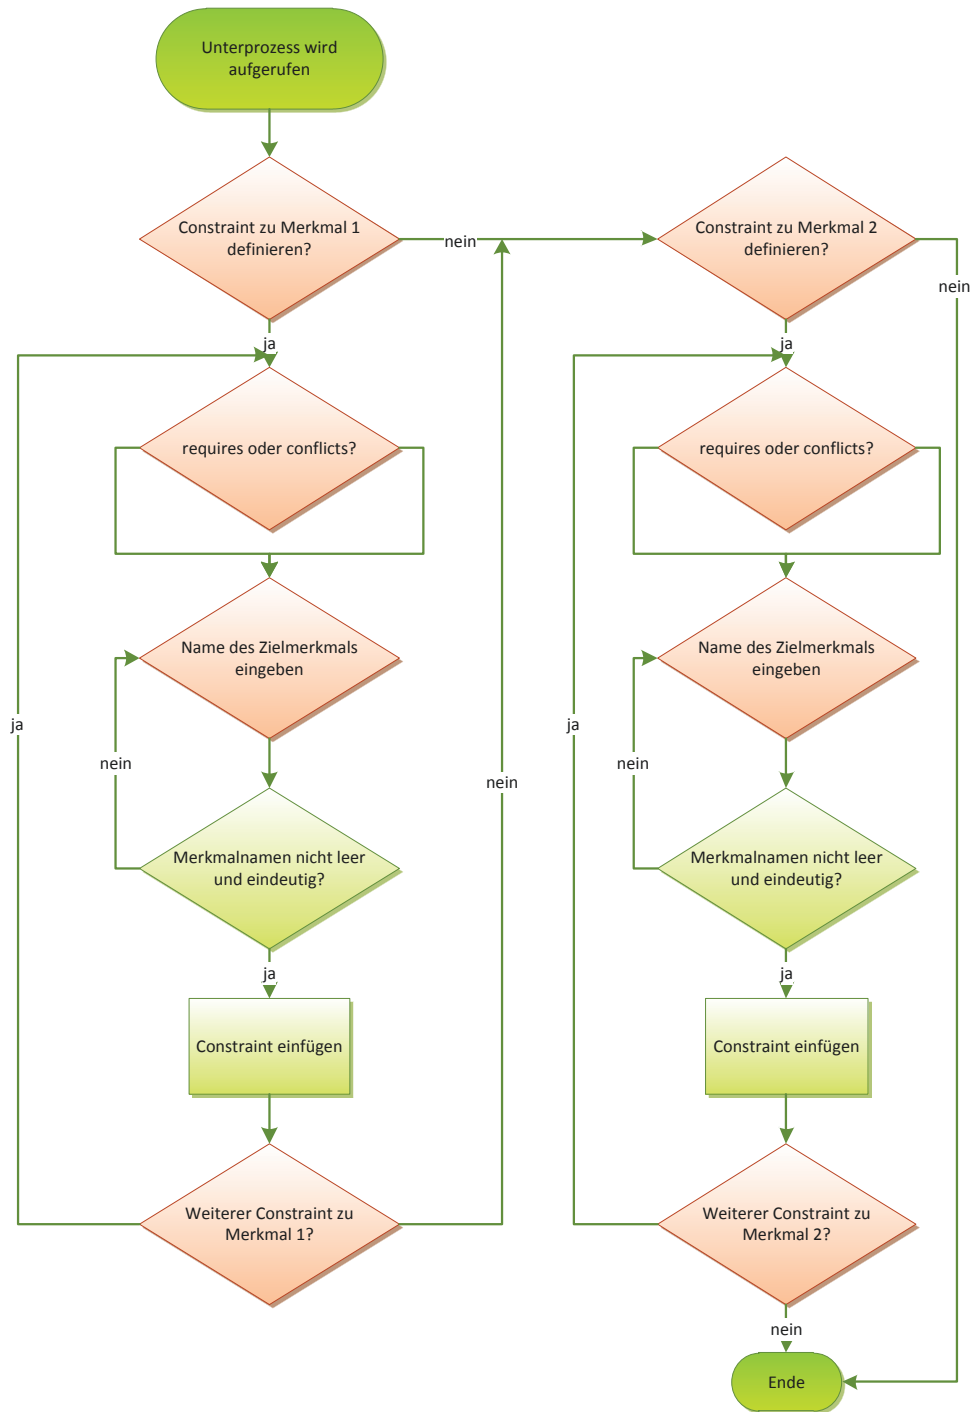 Unterprozess wird
aufgerufen
Constraint zu Merkmal 1
definieren?
nein
Constraint zu Merkmal 2
definieren?
nein
ja
ja
requires oder conflicts?
requires oder conflicts?
Name des Zielmerkmals
eingeben
Name des Zielmerkmals
eingeben
ja
ja
nein
nein
nein
Merkmalnamen nicht leer
und eindeutig?
Merkmalnamen nicht leer
und eindeutig?
ja
ja
Constraint einfügen
Constraint einfügen
Weiterer Constraint zu
Merkmal 1?
Weiterer Constraint zu
Merkmal 2?
nein
Ende